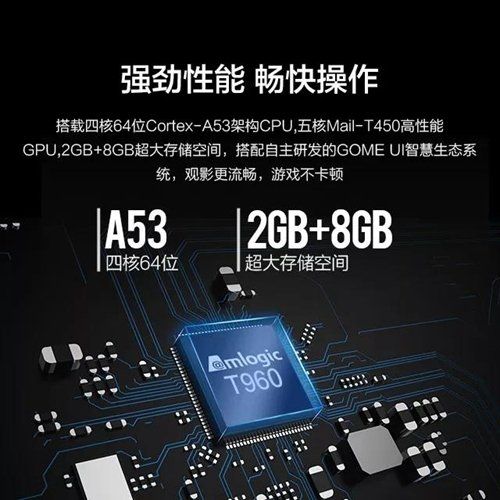 强劲性能 畅快操作
搭载四核64位Cortex-A53架构CPU,五核Mail-T450高性能
GPU,2GB+8GB超大存储空间，搭配自主研发的GOME UI智慧生态系
统，观影更流畅，游戏不卡顿
A53
四核64位
2GB+8GB
超大存储空间
@mlogic
T960